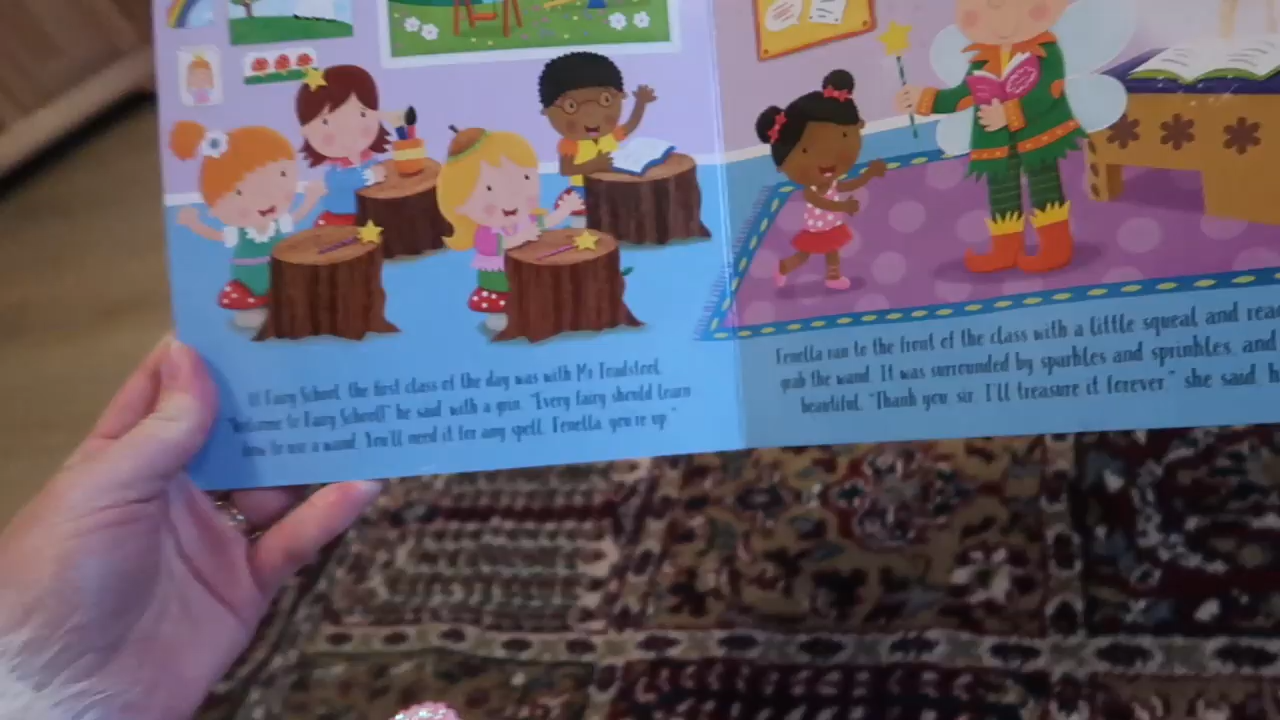 At Fairy School, the first class of the day was with Mr Toadstool.
"Welcome to Fairy School!" he said with a grin. "Every fairy should learn
how to use a wand. You'll need it for any spell. Fenella, you're up."
Fenella ran to the front of the class with a little squeal and
grab the wand. It was surrounded by sparkles and sprinkles, and
beautiful. "Thank you, sir. I'll treasure it forever," she said,